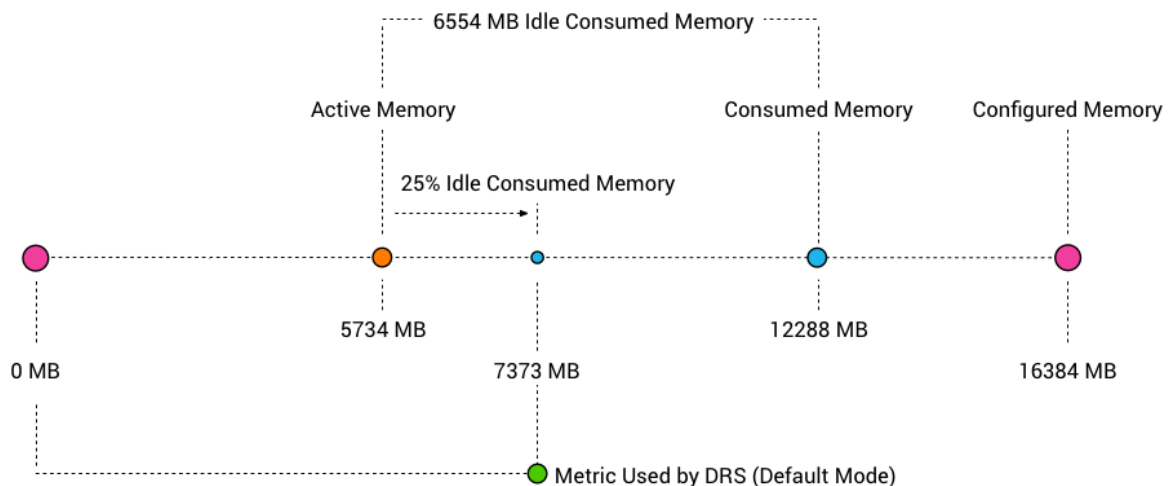 6554 MB Idle Consumed Memory
Active Memory
Consumed Memory
Configured Memory
25% Idle Consumed Memory
5734 MB
12288 MB
0 MB
7373 MB
16384 MB
Metric Used by DRS (Default Mode)